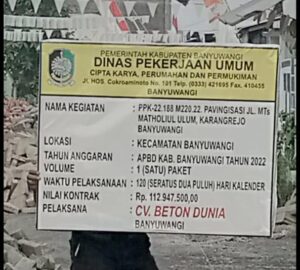 PEMERINTAH KABUPATEN BANYUWANGI
DINAS PEKERJAAN UMUM
CIPTA KARYA, PERUMAHAN DAN PERMUKIMAN
JL. HOS. Cokroaminoto No. 105 Telp. (0333) 421695 Fax. 410435
BANYUWANGI
NAMA KEGIATAN : PPK-22.188 M220.22. PAVINGISASI JL. MTs
MATHOLIUL ULUM, KARANGREJO
BANYUWANGI
LOKASI : KECAMATAN BANYUWANGI
TAHUN ANGGARAN : APBD KAB. BANYUWANGI TAHUN 2022
VOLUME : 1 (SATU) PAKET
WAKTU PELAKSANAAN : 120 (SERATUS DUA PULUH) HARI KALENDER
NILAI KONTRAK : Rp. 112.947.500,00
PELAKSANA : CV. BETON DUNIA
BANYUWANGI